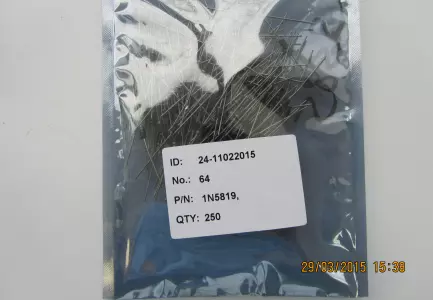 ID: 24-11022015
No.: 64
P/N: 1N5819,
QTY: 250
29/03/2015 15:38